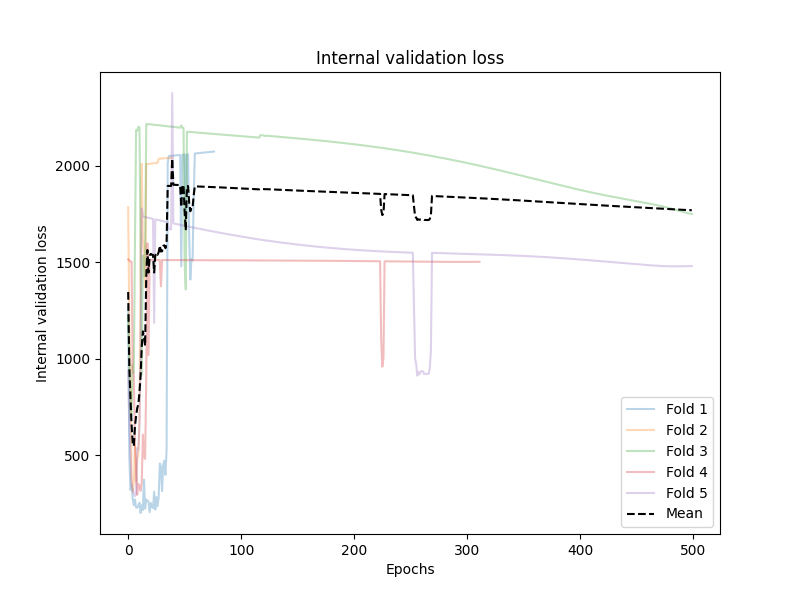 Internal validation loss
Internal validation loss
2000
1500
1000
500
0
100
200
300
400
500
Epochs
Fold 1
Fold 2
Fold 3
Fold 4
Fold 5
Mean